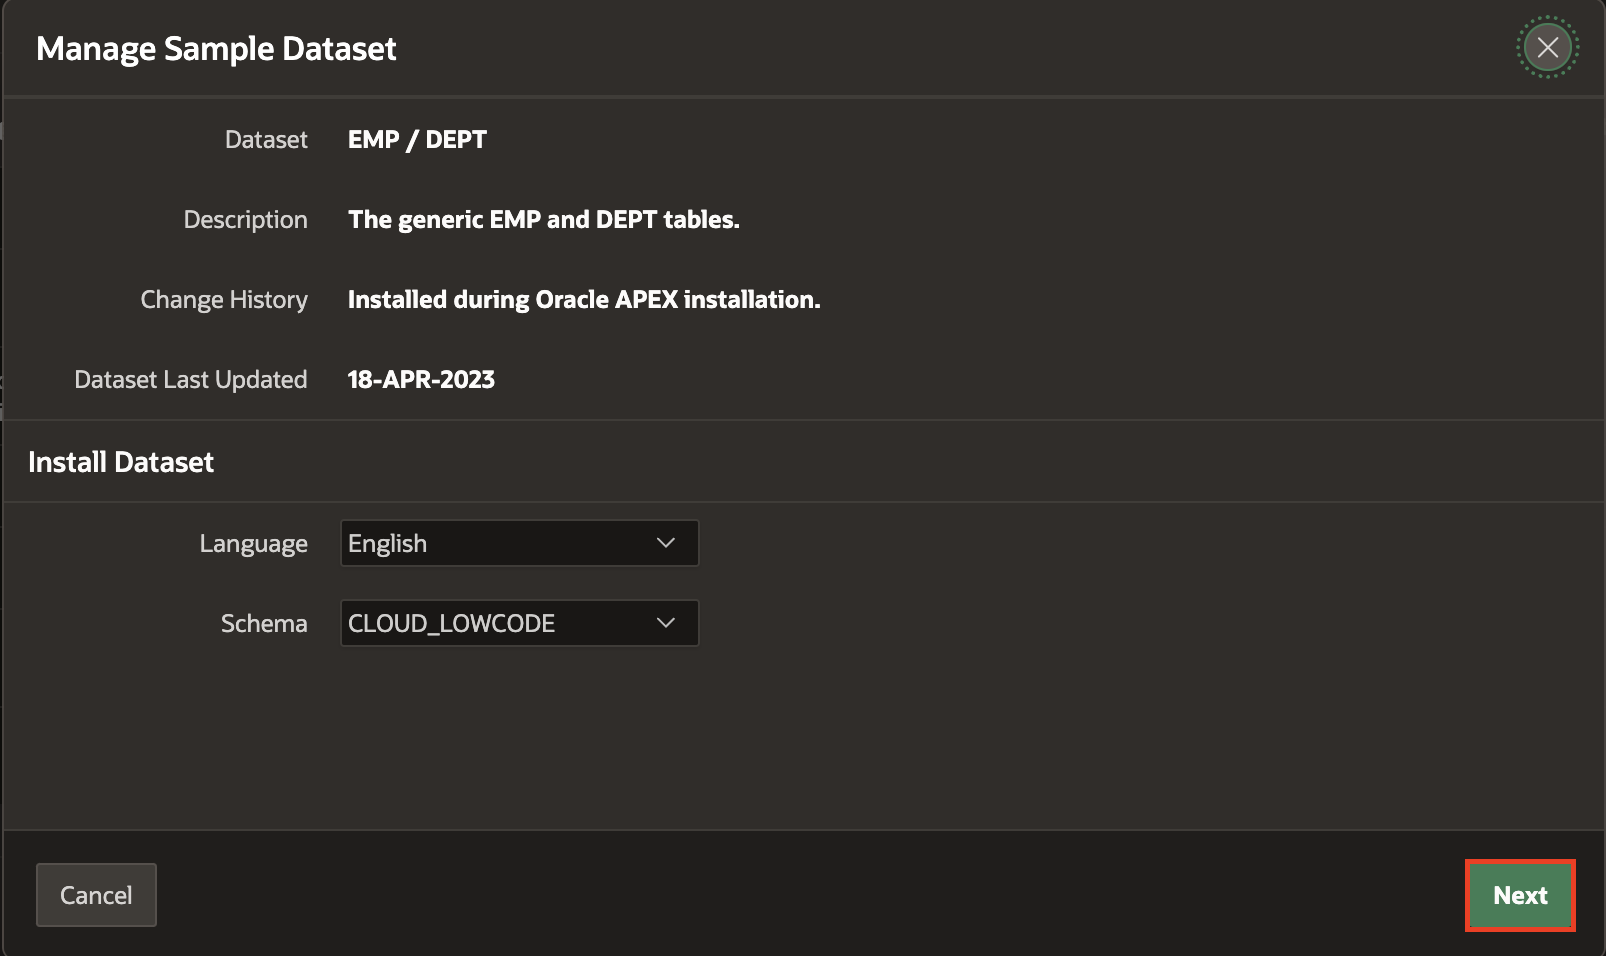 Manage Sample Dataset
Dataset EMP / DEPT
Description The generic EMP and DEPT tables.
Change History Installed during Oracle APEX installation.
Dataset Last Updated 18-APR-2023
Install Dataset
Language English
Schema CLOUD_LOWCODE
Cancel Next